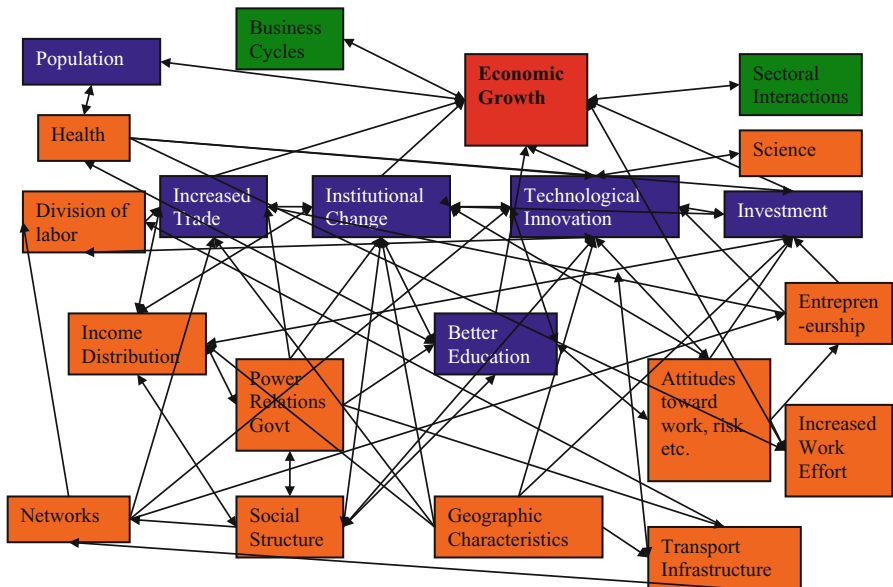 Business
Cycles
Population
Economic
Growth
Sectoral
Interactions
Health
Science
Increased
Trade
Institutional
Change
Technological
Innovation
Investment
Division of
labor
Entrepren
-eurship
Income
Distribution
Better
Education
Power
Relations
Govt
Attitudes
toward
work, risk
etc.
Increased
Work
Effort
Networks
Social
Structure
Geographic
Characteristics
Transport
Infrastructure